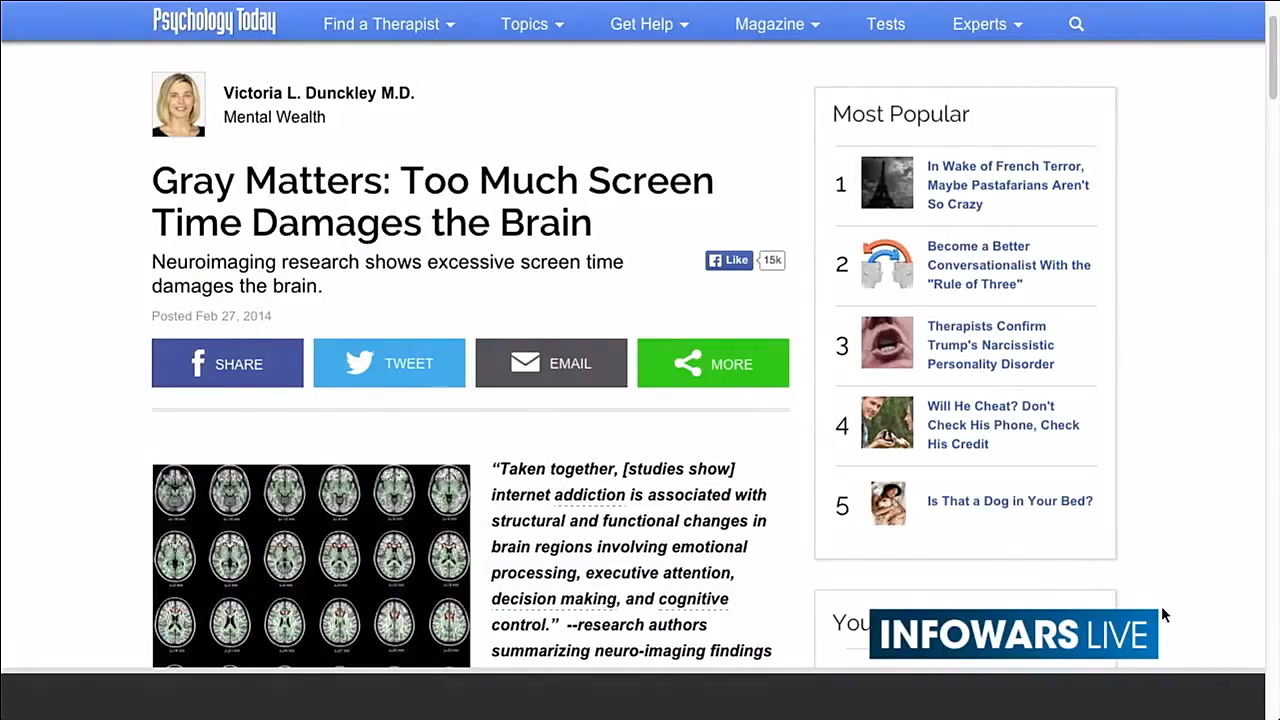 Psychology Today
Find a Therapist
Topics
Get Help
Magazine
Tests
Experts
Victoria L. Dunckley M.D.
Mental Wealth
Gray Matters: Too Much Screen
Time Damages the Brain
Neuroimaging research shows excessive screen time
damages the brain.
Like
15k
Posted Feb 27, 2014
SHARE
TWEET
EMAIL
MORE
“Taken together, [studies show]
internet addiction is associated with
structural and functional changes in
brain regions involving emotional
processing, executive attention,
decision making, and cognitive
control.” --research authors
summarizing neuro-imaging findings
Most Popular
1
In Wake of French Terror,
Maybe Pastafarians Aren't
So Crazy
2
Become a Better
Conversationalist With the
"Rule of Three"
3
Therapists Confirm
Trump's Narcissistic
Personality Disorder
4
Will He Cheat? Don't
Check His Phone, Check
His Credit
5
Is That a Dog in Your Bed?
You
INFOWARS LIVE